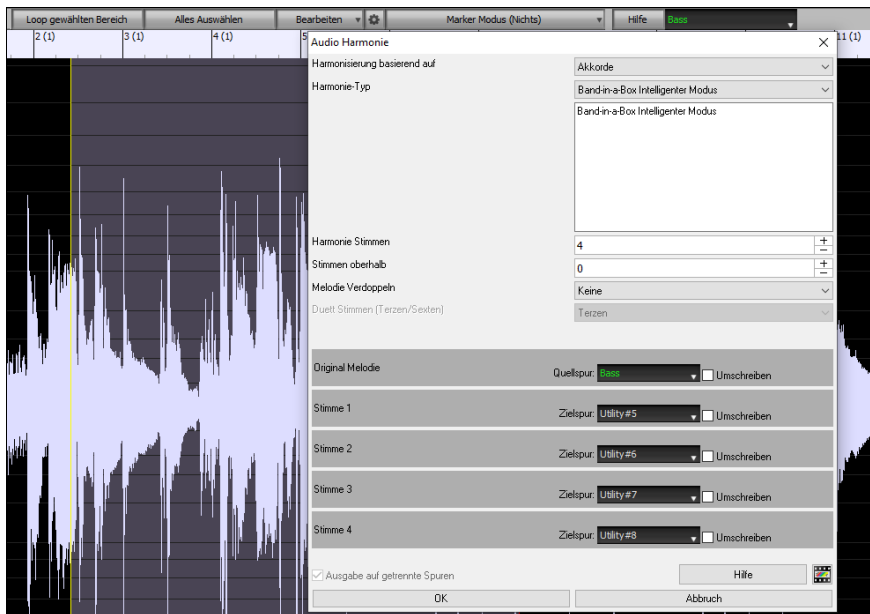 Loop gewählten Bereich Alles Auswählen Bearbeiten Marker Modus (Nichts) Hilfe Bass
2 (1) 3 (1) 4 (1) 5 11 (1)
Audio Harmonie
Harmonisierung basierend auf Akkorde
Harmonie-Typ Band-in-a-Box Intelligenter Modus
Band-in-a-Box Intelligenter Modus
Harmonie Stimmen 4
Stimmen oberhalb 0
Melodie Verdoppeln Keine
Duett Stimmen (Terzen/Sexten) Terzen
Original Melodie Quellspur: Bass Umschreiben
Stimme 1 Zielspur: Utility#5 Umschreiben
Stimme 2 Zielspur: Utility#6 Umschreiben
Stimme 3 Zielspur: Utility#7 Umschreiben
Stimme 4 Zielspur: Utility#8 Umschreiben
Ausgabe auf getrennte Spuren Hilfe
OK Abbruch